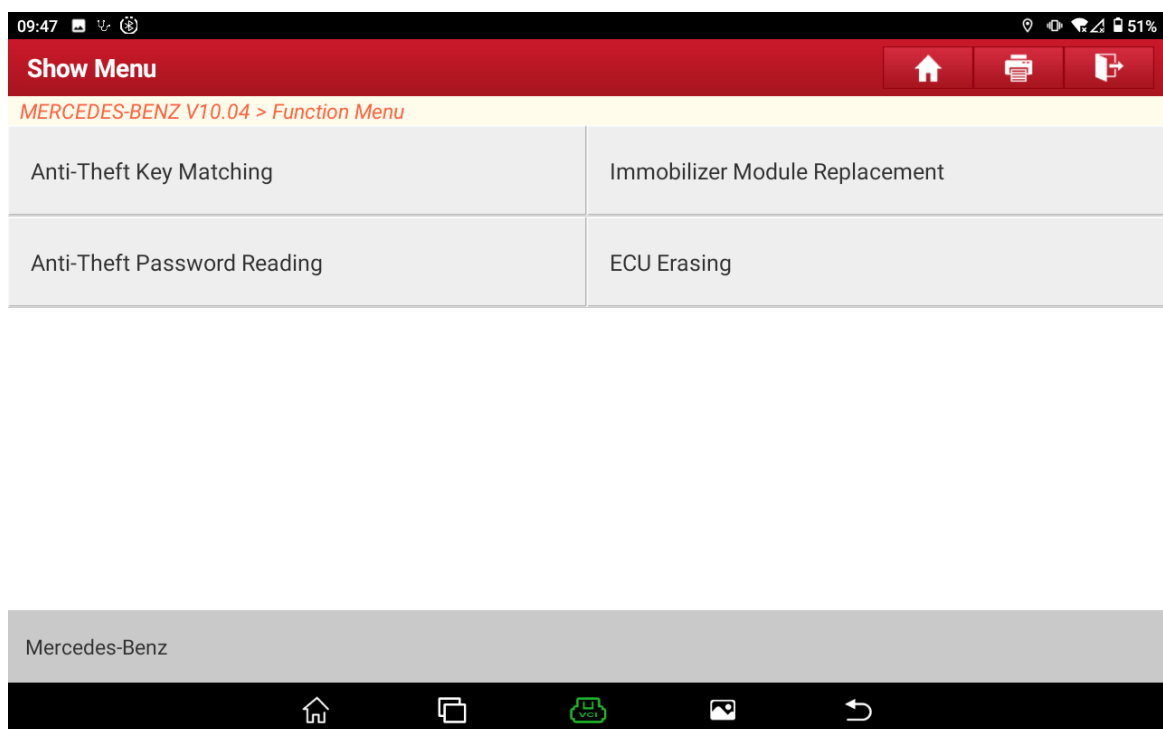 09:47
51%
Show Menu
MERCEDES-BENZ V10.04 > Function Menu
Anti-Theft Key Matching
Immobilizer Module Replacement
Anti-Theft Password Reading
ECU Erasing
Mercedes-Benz
VCI